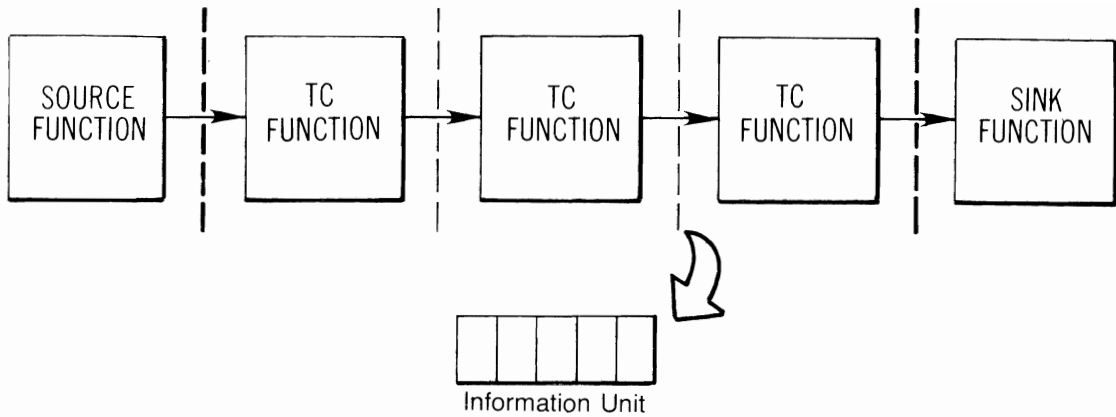 SOURCE
FUNCTION
TC
FUNCTION
TC
FUNCTION
TC
FUNCTION
SINK
FUNCTION
Information Unit